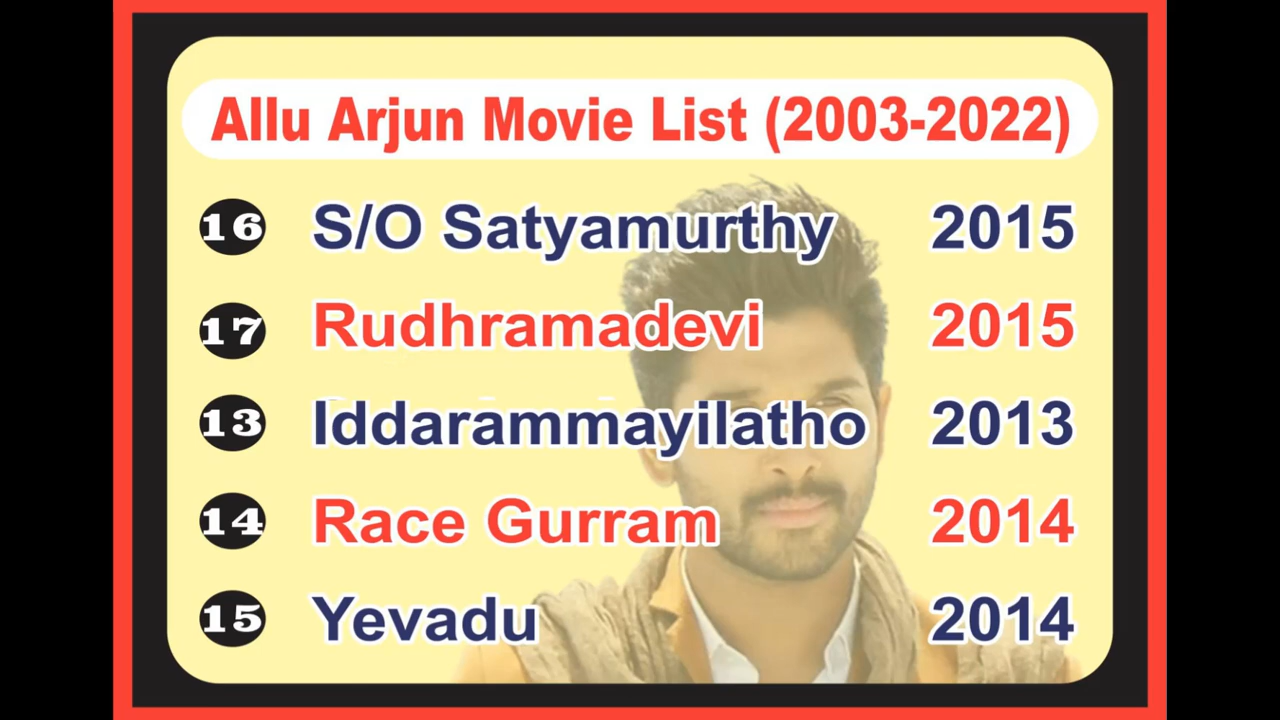 Allu Arjun Movie List (2003-2022)
16 S/O Satyamurthy 2015
17 Rudhramadevi 2015
13 Iddarammayilatho 2013
14 Race Gurram 2014
15 Yevadu 2014